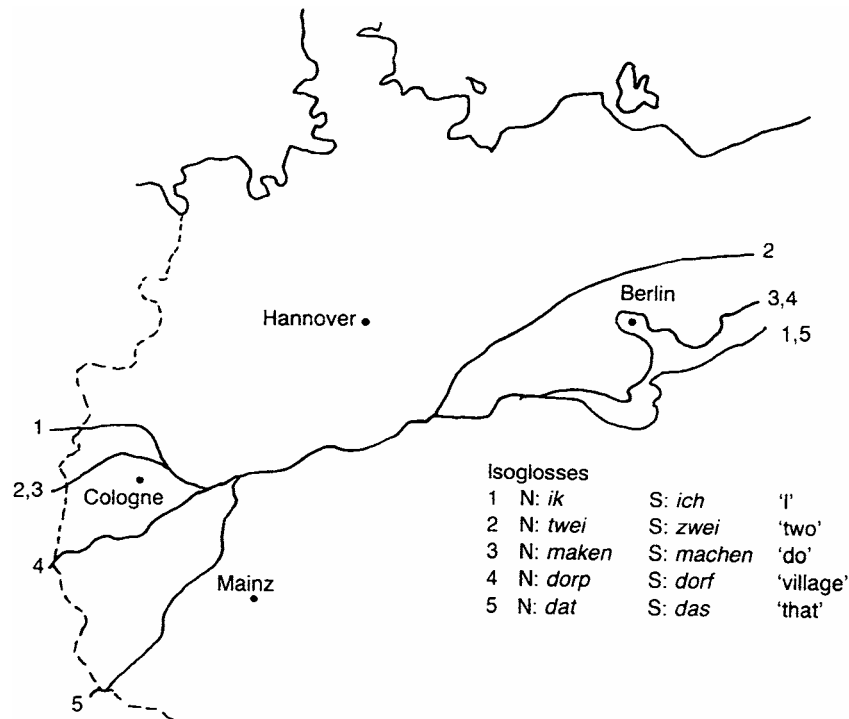 2
Berlin
3,4
Hannover
1,5
1
2,3
Cologne
Isoglosses
1 N: ik S: ich 'I'
2 N: twei S: zwei 'two'
3 N: maken S: machen 'do'
4 N: dorp S: dorf 'village'
5 N: dat S: das 'that'
4
Mainz
5